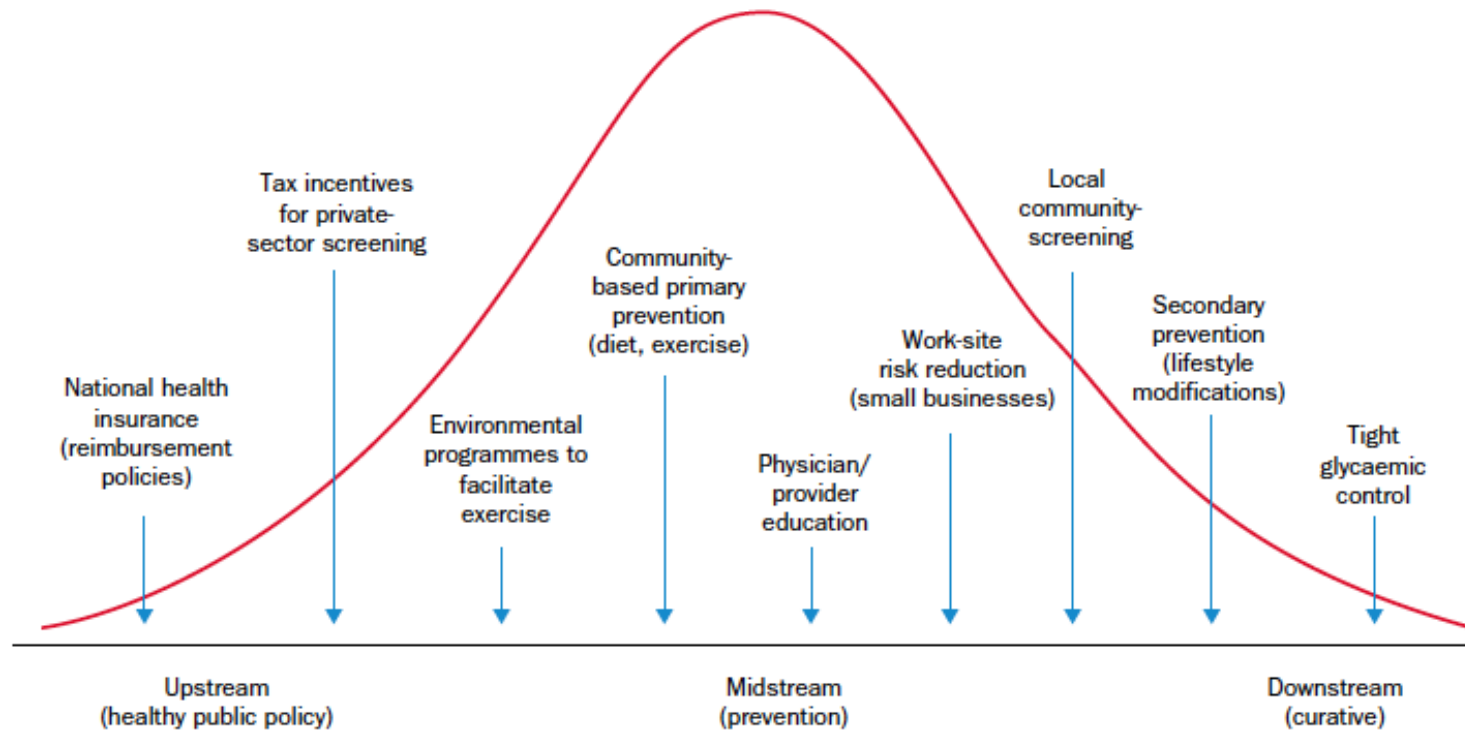 Tax incentives
for private-
sector screening
Local
community-
screening
Community-
based primary
prevention
(diet, exercise)
Secondary
prevention
(lifestyle
modifications)
Work-site
risk reduction
(small businesses)
National health
insurance
(reimbursement
policies)
Environmental
programmes to
facilitate
exercise
Tight
glycaemic
control
Physician/
provider
education
Upstream
(healthy public policy)
Midstream
(prevention)
Downstream
(curative)